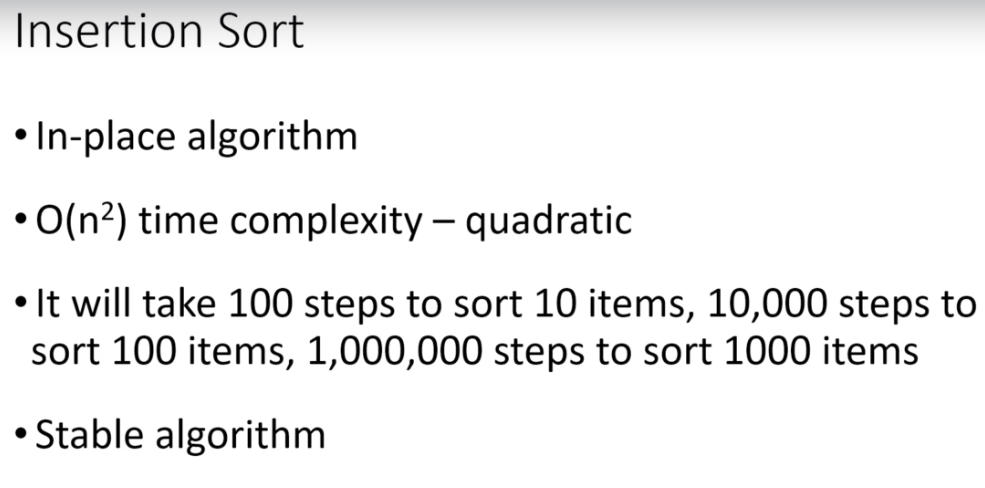 Insertion Sort
• In-place algorithm
• O(n²) time complexity – quadratic
• It will take 100 steps to sort 10 items, 10,000 steps to
sort 100 items, 1,000,000 steps to sort 1000 items
• Stable algorithm